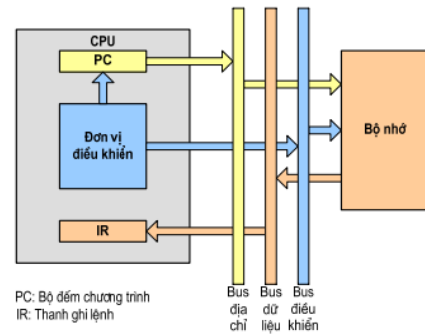 CPU
PC
Đơn vị
điều khiển
IR
Bộ nhớ
PC: Bộ đếm chương trình
IR: Thanh ghi lệnh
Bus
địa
chỉ
Bus
dữ
liệu
Bus
điều
khiển